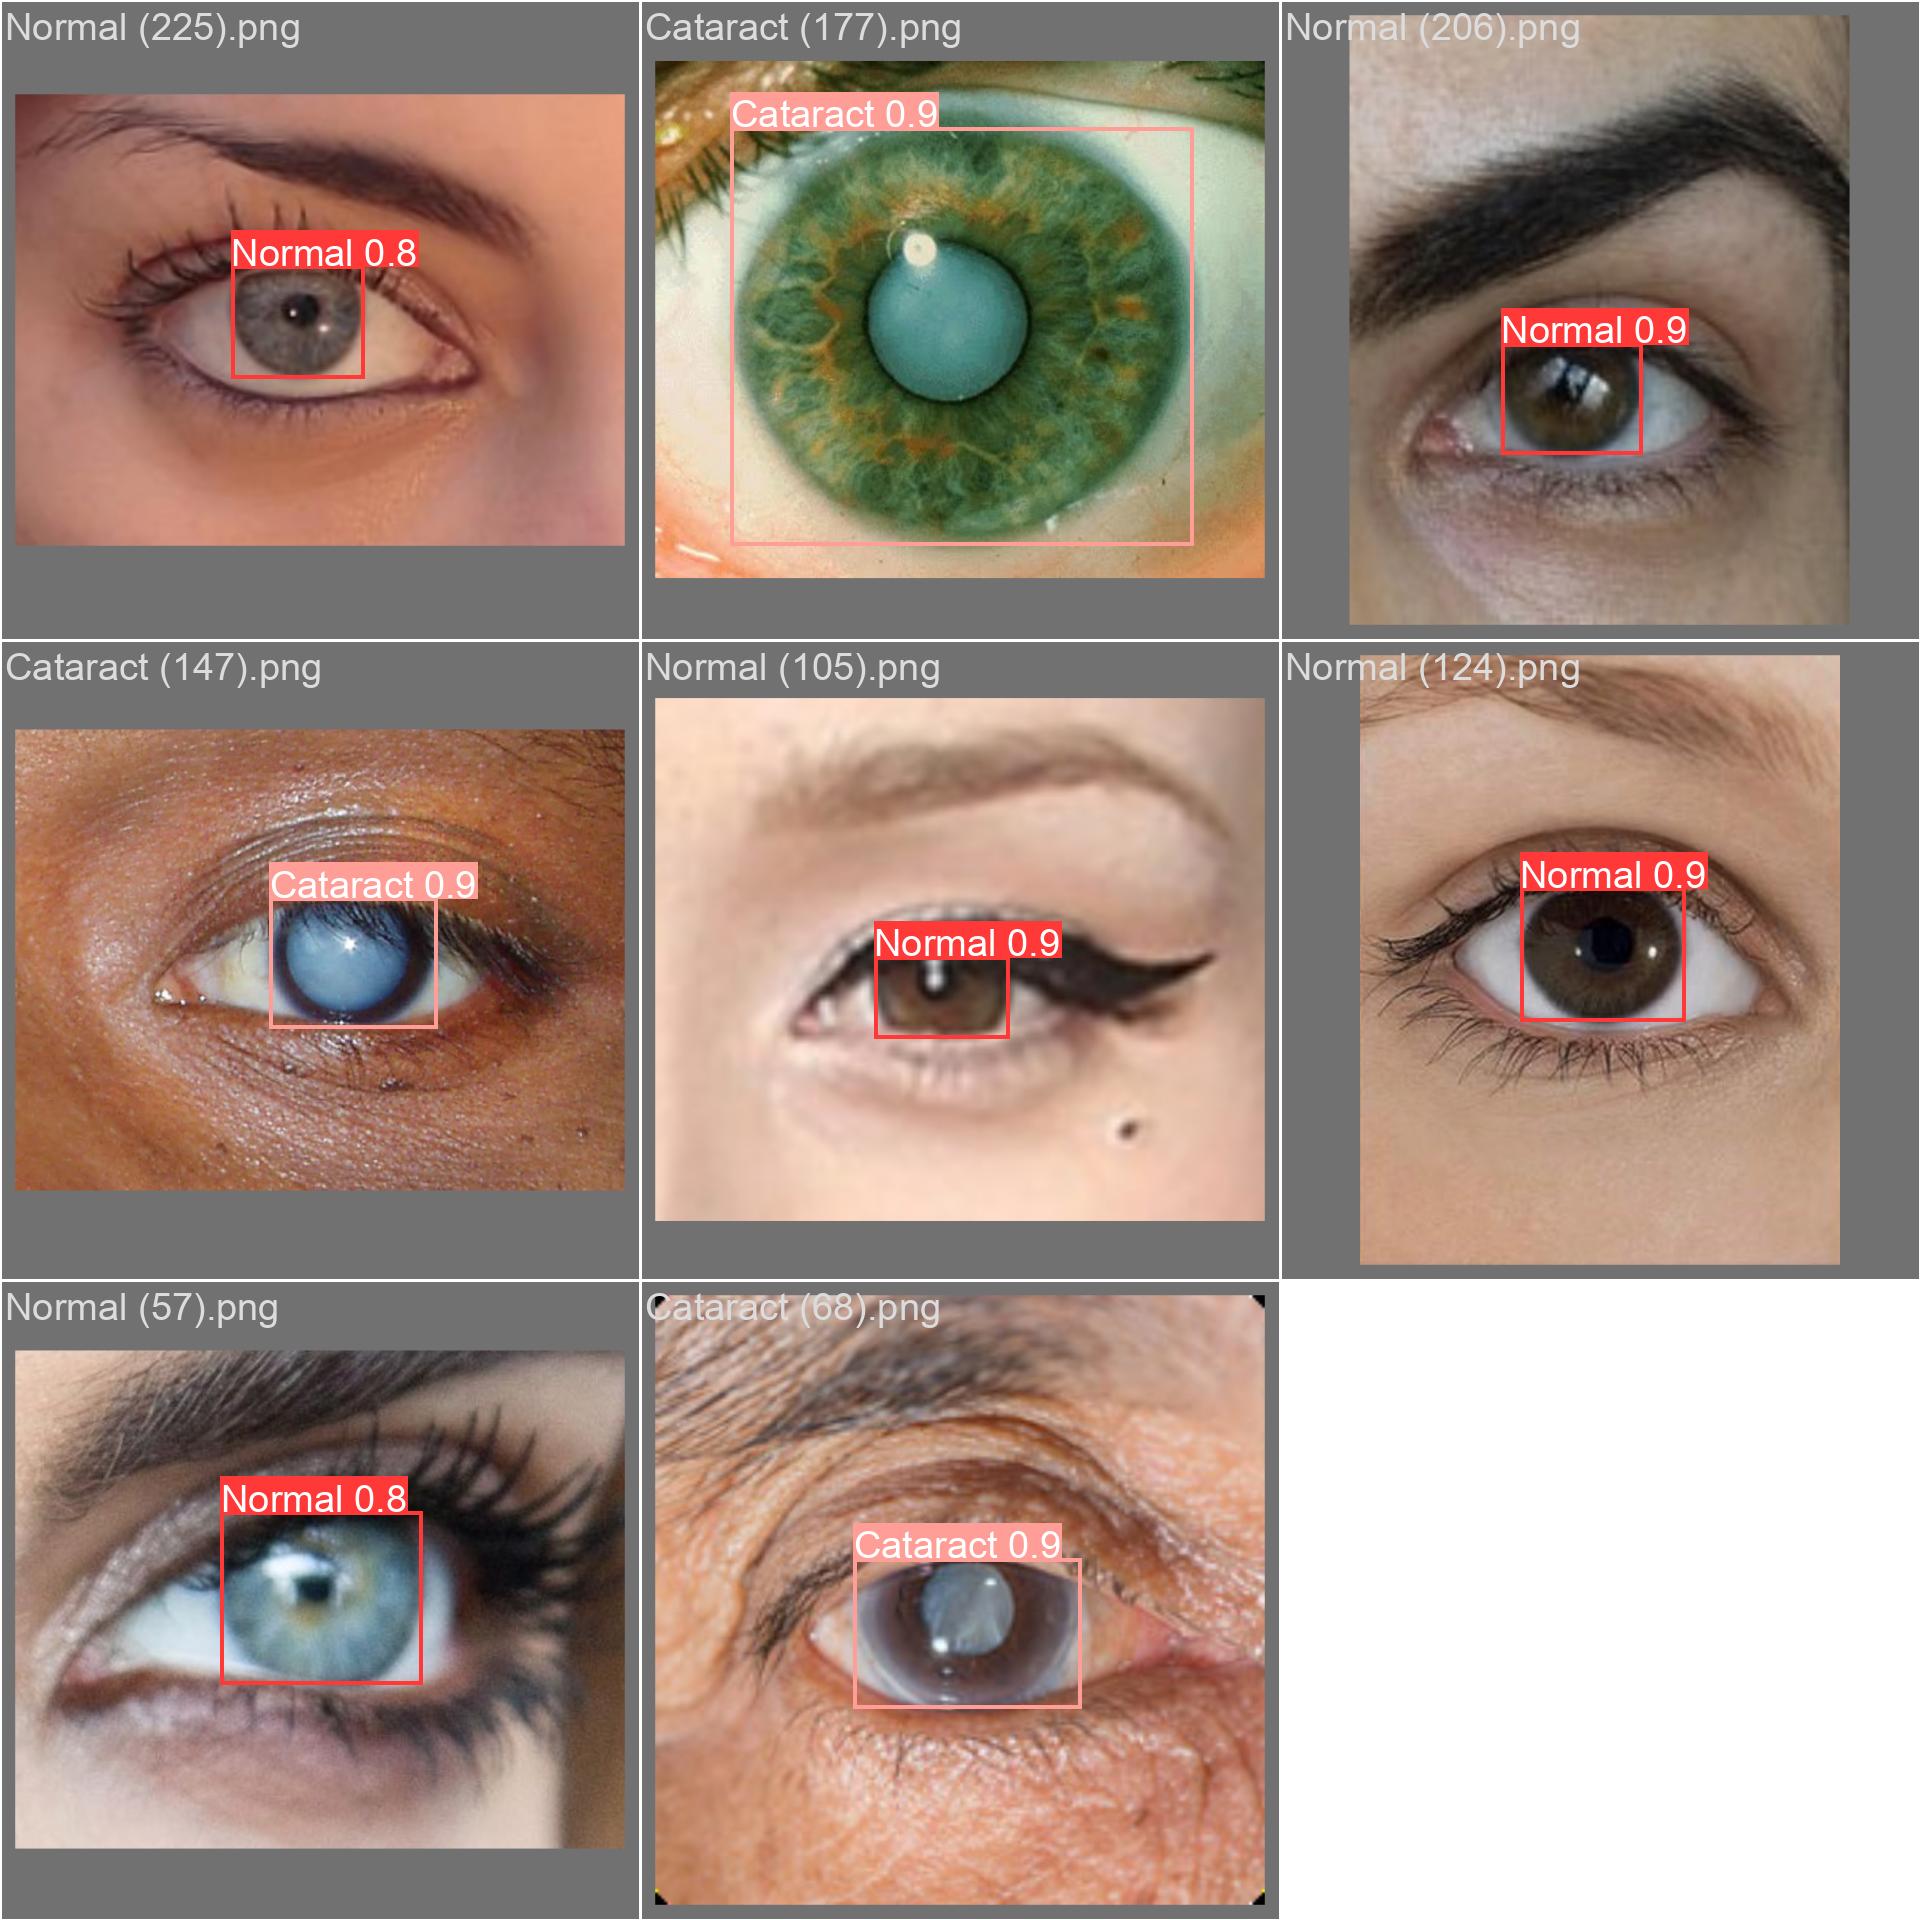 Normal (225).png
Cataract (177).png
Normal (206).png
Cataract 0.9
Normal 0.8
Normal 0.9
Cataract (147).png
Normal (105).png
Normal (124).png
Cataract 0.9
Normal 0.9
Normal 0.9
Normal (57).png
Cataract (68).png
Normal 0.8
Cataract 0.9